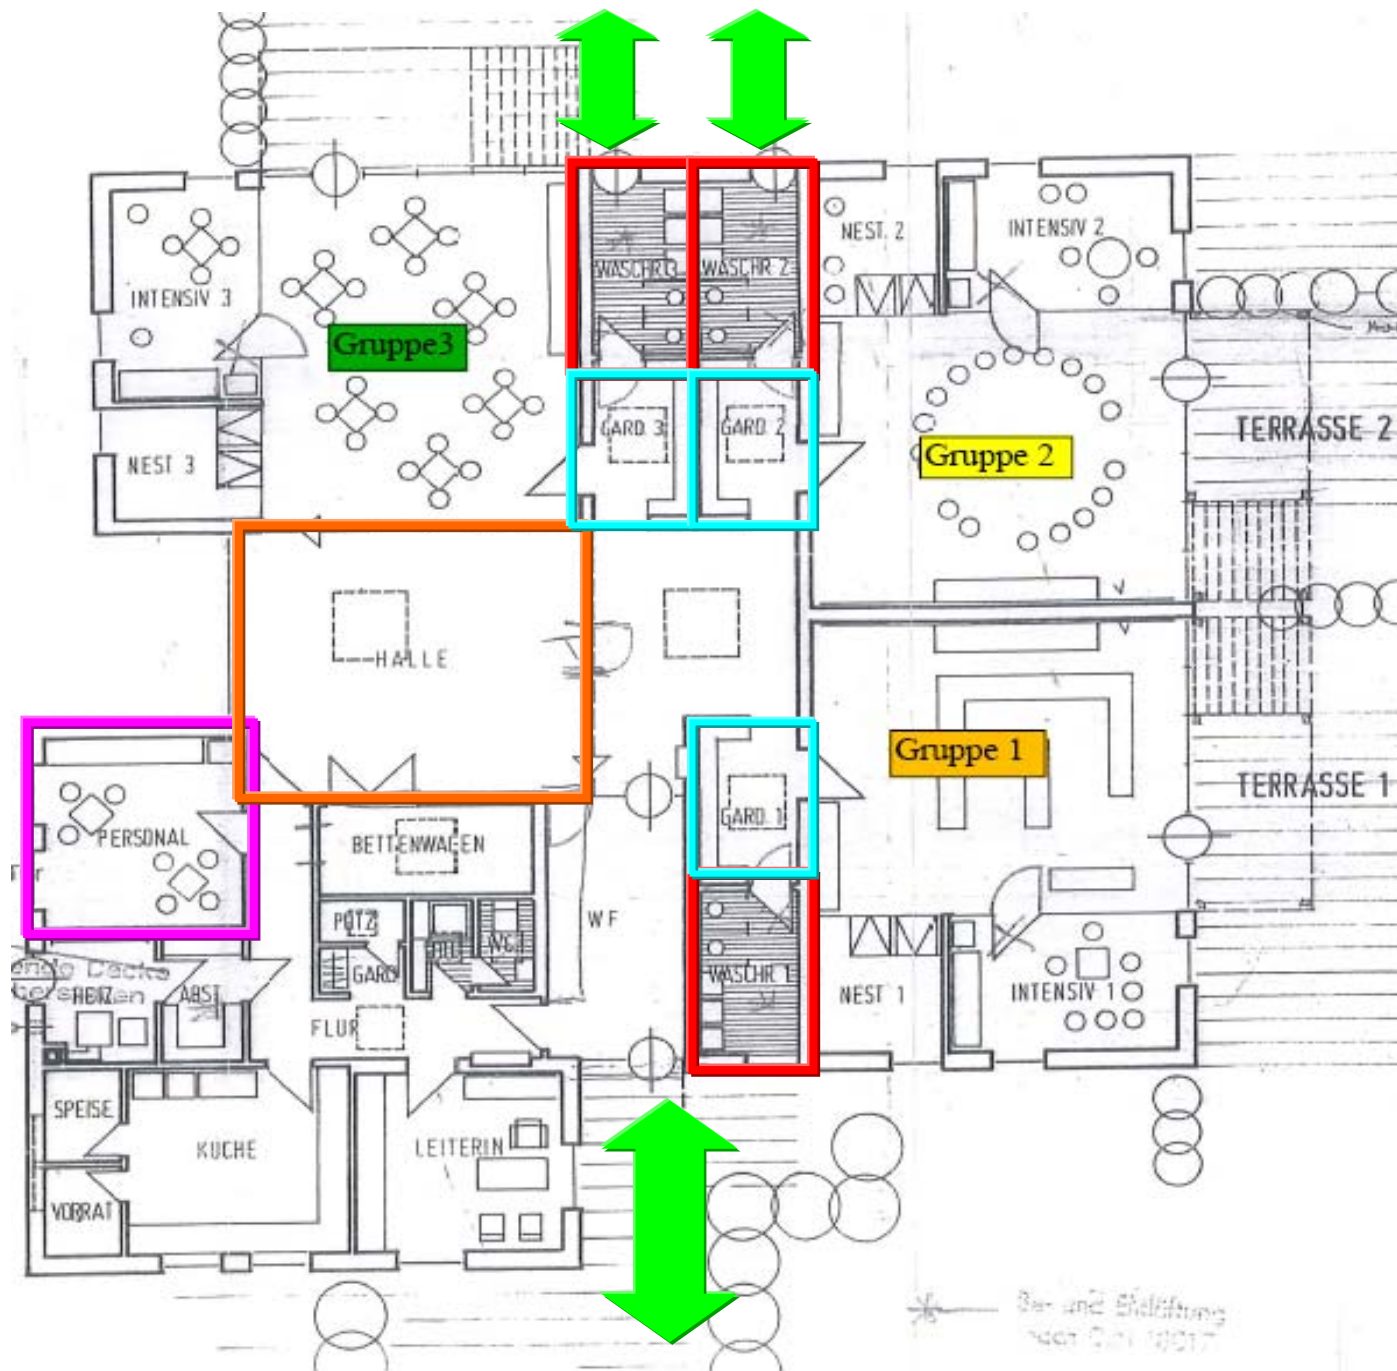 NEST. 2
INTENSIV 2
WASCHR 3
WASCHR 2
INTENSIV 3
Gruppe3
GARD. 3
GARD. 2
TERRASSE 2
Gruppe 2
NEST 3
HALLE
Gruppe 1
TERRASSE 1
GARD. 1
PERSONAL
BETTENWAGEN
PUTZ
WF
GARD
WASCHR 1
NEST 1
INTENSIV 1
HEIZ
ABST
FLUR
SPEISE
KÜCHE
LEITERIN
VORRAT